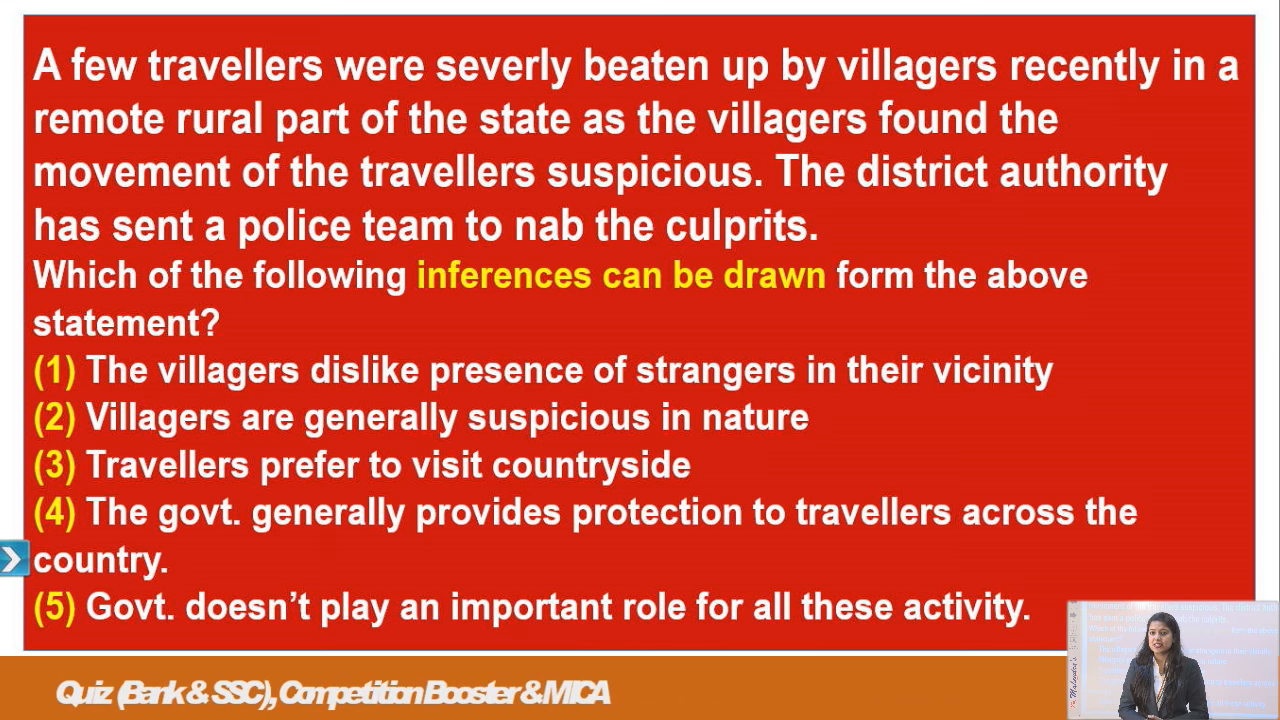 A few travellers were severly beaten up by villagers recently in a
remote rural part of the state as the villagers found the
movement of the travellers suspicious. The district authority
has sent a police team to nab the culprits.
Which of the following inferences can be drawn form the above
statement?
(1) The villagers dislike presence of strangers in their vicinity
(2) Villagers are generally suspicious in nature
(3) Travellers prefer to visit countryside
(4) The govt. generally provides protection to travellers across the
country.
(5) Govt. doesn’t play an important role for all these activity.
Quiz (Bank & SSC), Competition Booster & MICA